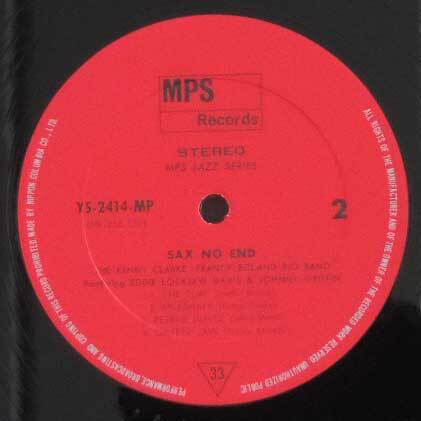 MPS
Records
STEREO
MPS JAZZ SERIES
YS-2414-MP
2
SAX NO END
THE KENNY CLARKE - FRANCY BOLAND BIG BAND
Featuring EDDIE LOCKJAW DAVIS & JOHNNY GRIFFIN
33
ALL RIGHTS OF THE MANUFACTURER AND OF THE OWNER OF THE RECORDED WORK RESERVED UNAUTHORIZED PUBLIC
PERFORMANCE, BROADCASTING AND COPYING OF THIS RECORD PROHIBITED MADE BY NIPPON COLUMBIA CO., LTD.